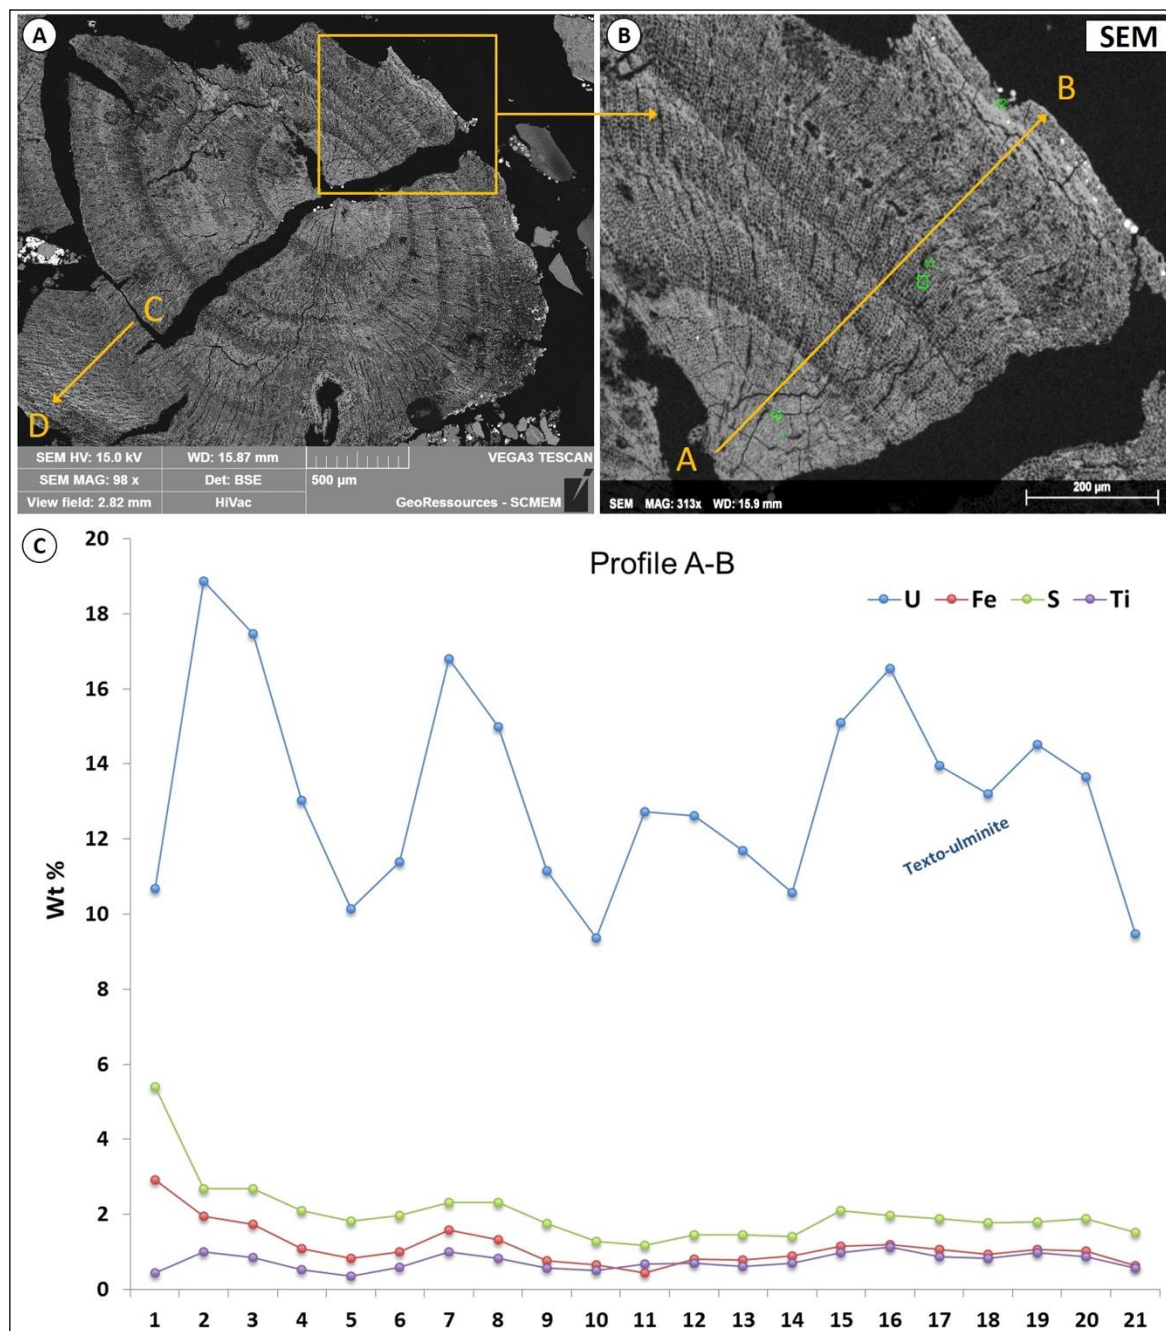 A
C
D
SEM HV: 15.0 kV WD: 15.87 mm VEGA3 TESCAN
SEM MAG: 98 x Det: BSE 500 µm
View field: 2.82 mm HiVac GeoRessources - SCMEM
B SEM
B
A
SEM MAG: 313x WD: 15.9 mm 200 µm
C
Profile A-B
U Fe S Ti
Wt %
20
18
16
14
12
10
8
6
4
2
0
Texto-ulminite
1 2 3 4 5 6 7 8 9 10 11 12 13 14 15 16 17 18 19 20 21